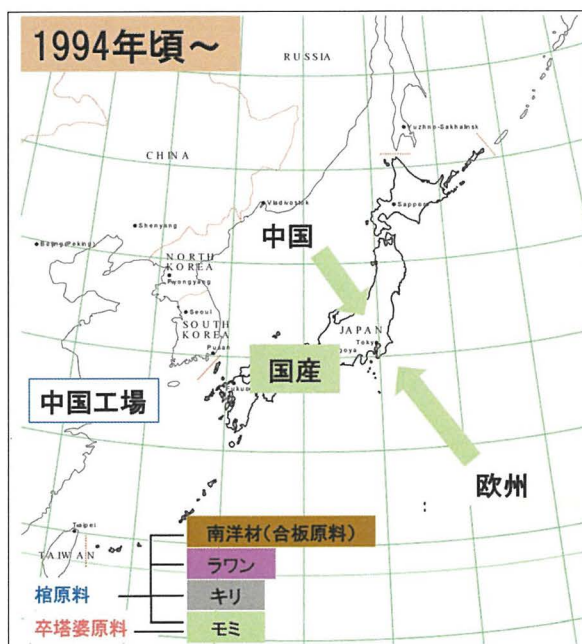 1994年頃～
RUSSIA
Yuzhno-Sakhalinsk
CHINA
Sapporo
Vladivostok
Shenyang
中国
Beijing(Peking)
NORTH
KOREA
Pyongyang
Seoul
JAPAN
SOUTH
KOREA
Tokyo
goya
Pusan
国産
Fukuo
中国工場
欧州
Taipei
TAIWAN
南洋材(合板原料)
ラワン
棺原料
キリ
卒塔婆原料
モミ